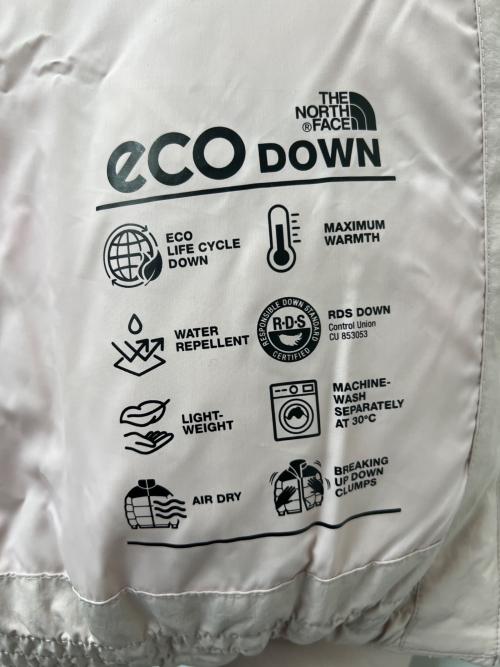 THE
NORTH
®FACE
eco DOWN
ECO
LIFE CYCLE
DOWN
MAXIMUM
WARMTH
WATER
REPELLENT
RESPONSIBLE DOWN STANDARD
R·D·S
CERTIFIED
RDS DOWN
Control Union
CU 853053
LIGHT-
WEIGHT
MACHINE-
WASH
SEPARATELY
AT 30°C
AIR DRY
BREAKING
UP DOWN
CLUMPS